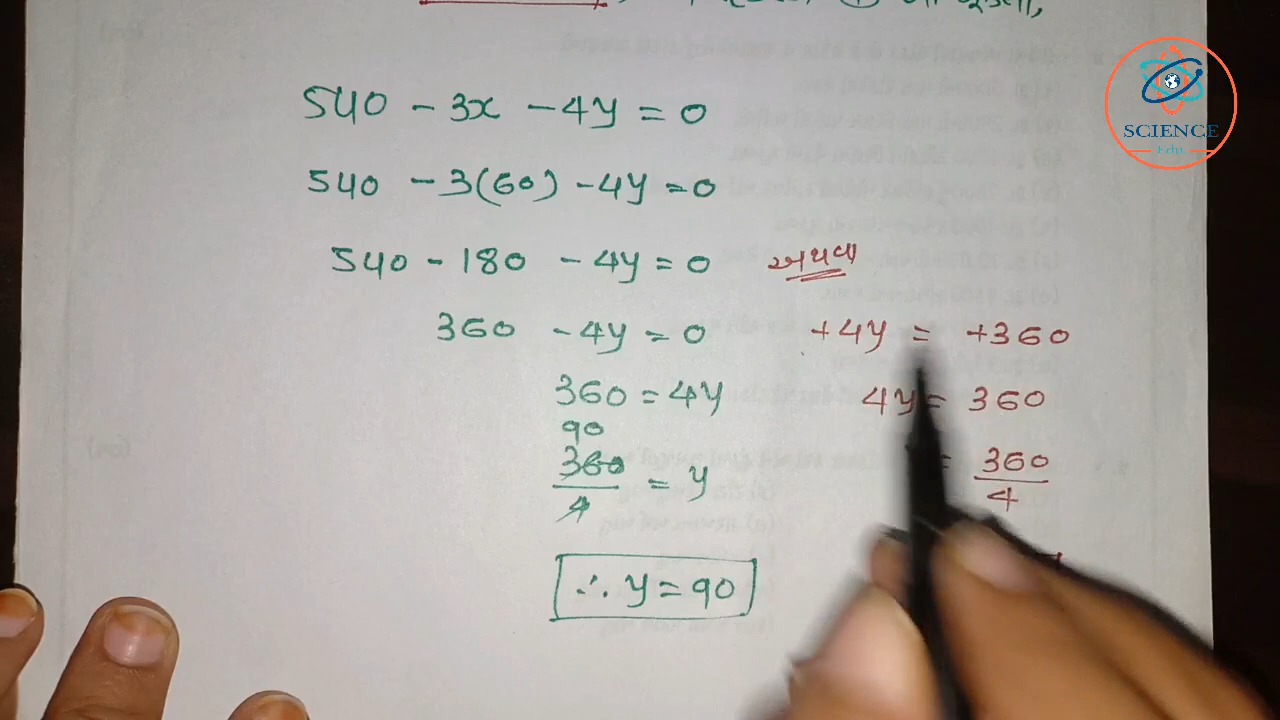 540 - 3x - 4y = 0
540 - 3(60) - 4y = 0
540 - 180 - 4y = 0
360 - 4y = 0
360 = 4y
90
360/4 = y
∴ y = 90
અથવા
+4y = +360
4y = 360
= 360/4
SCIENCE
Edu.